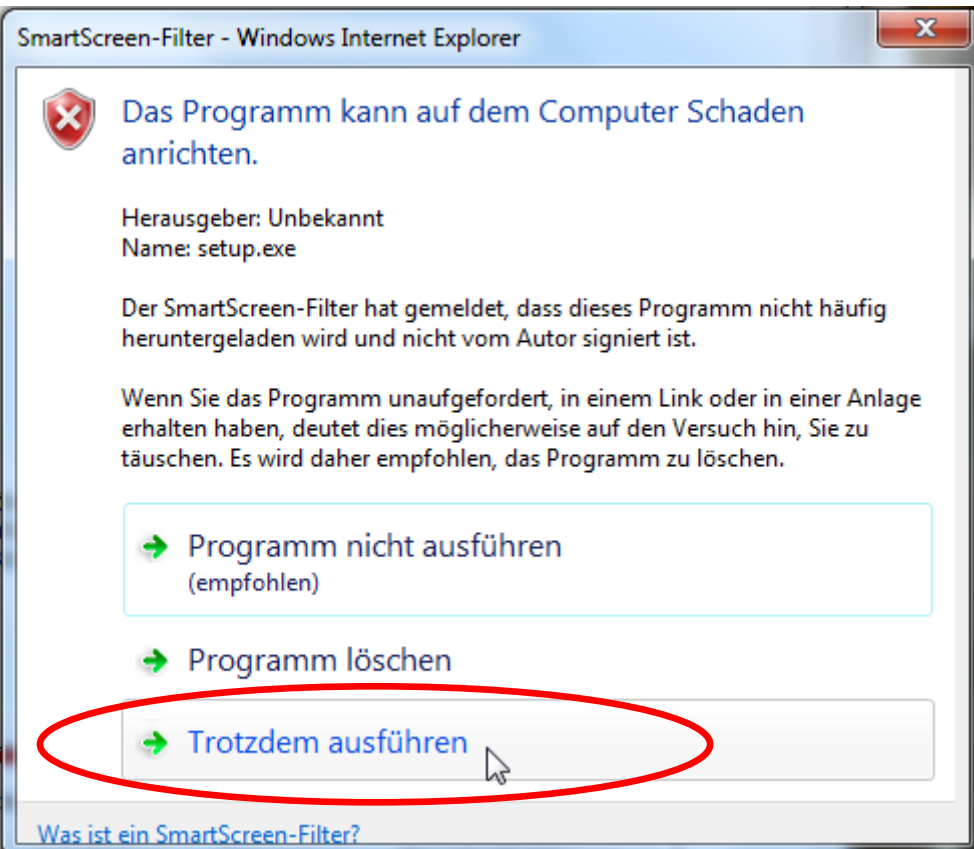 SmartScreen-Filter - Windows Internet Explorer
Das Programm kann auf dem Computer Schaden
anrichten.
Herausgeber: Unbekannt
Name: setup.exe
Der SmartScreen-Filter hat gemeldet, dass dieses Programm nicht häufig
heruntergeladen wird und nicht vom Autor signiert ist.
Wenn Sie das Programm unaufgefordert, in einem Link oder in einer Anlage
erhalten haben, deutet dies möglicherweise auf den Versuch hin, Sie zu
täuschen. Es wird daher empfohlen, das Programm zu löschen.
Programm nicht ausführen
(empfohlen)
Programm löschen
Trotzdem ausführen
Was ist ein SmartScreen-Filter?